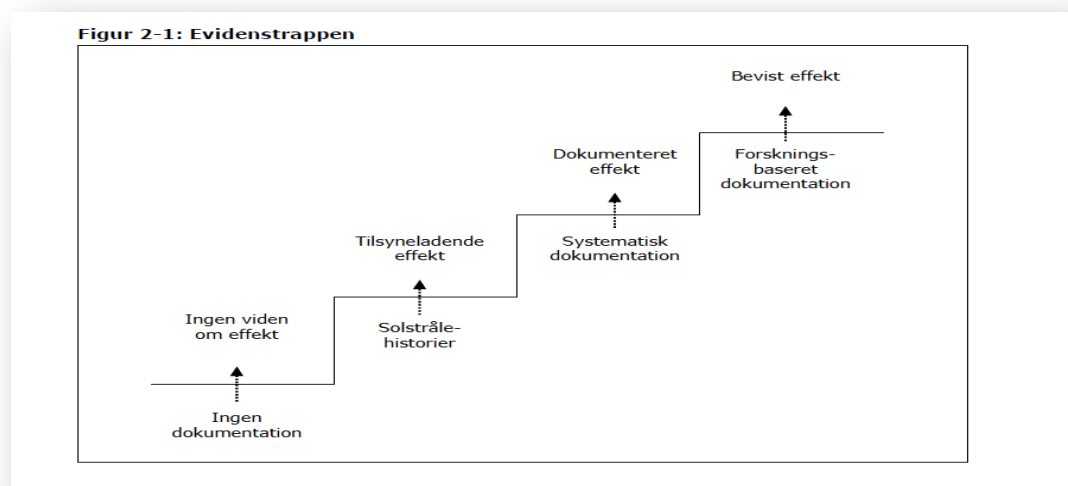 Figur 2-1: Evidenstrappen
Bevist effekt
Dokumenteret
effekt
Forsknings-
baseret
dokumentation
Tilsyneladende
effekt
Systematisk
dokumentation
Ingen viden
om effekt
Solstråle-
historier
Ingen
dokumentation